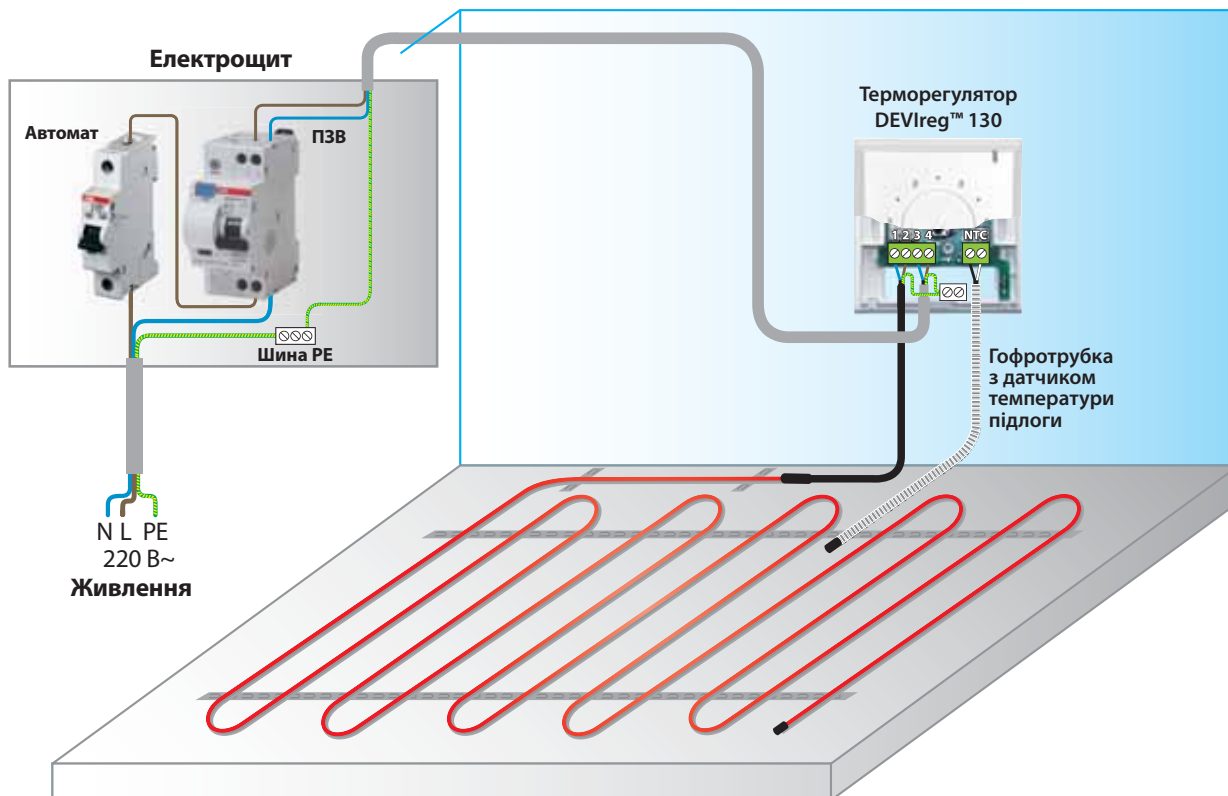 Електрощит
Автомат
ПЗВ
Шина PE
N L PE
220 В~
Живлення
Терморегулятор
DEVIreg™ 130
1 2 3 4
NTC
Гофротрубка
з датчиком
температури
підлоги